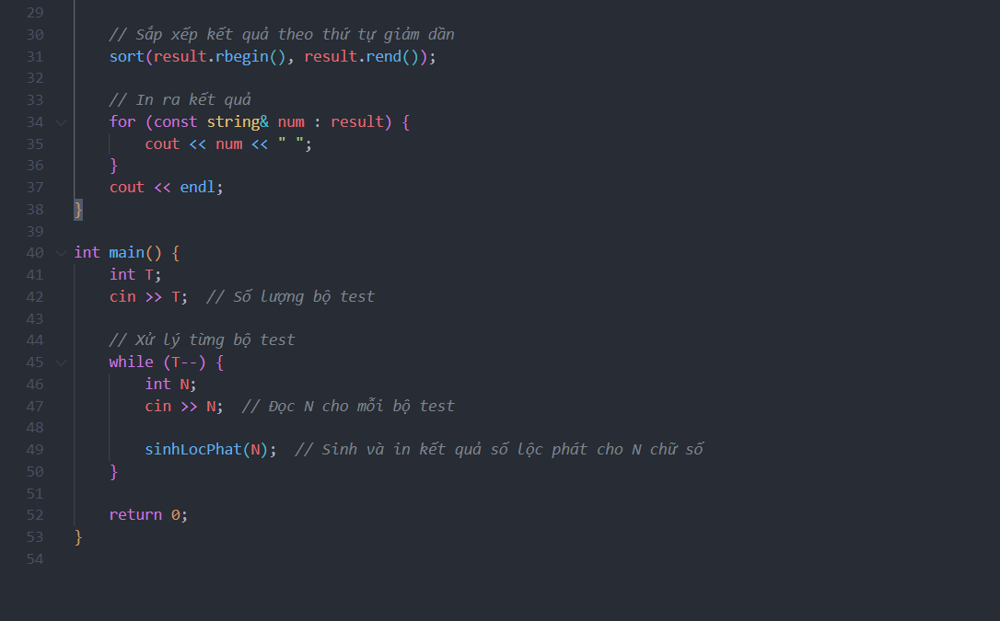 29
30 // Sắp xếp kết quả theo thứ tự giảm dần
31 sort(result.rbegin(), result.rend());
32
33 // In ra kết quả
34 for (const string& num : result) {
35 cout << num << " ";
36 }
37 cout << endl;
38 }
39
40 int main() {
41 int T;
42 cin >> T; // Số lượng bộ test
43
44 // Xử lý từng bộ test
45 while (T--) {
46 int N;
47 cin >> N; // Đọc N cho mỗi bộ test
48
49 sinhLocPhat(N); // Sinh và in kết quả số lộc phát cho N chữ số
50 }
51
52 return 0;
53 }
54